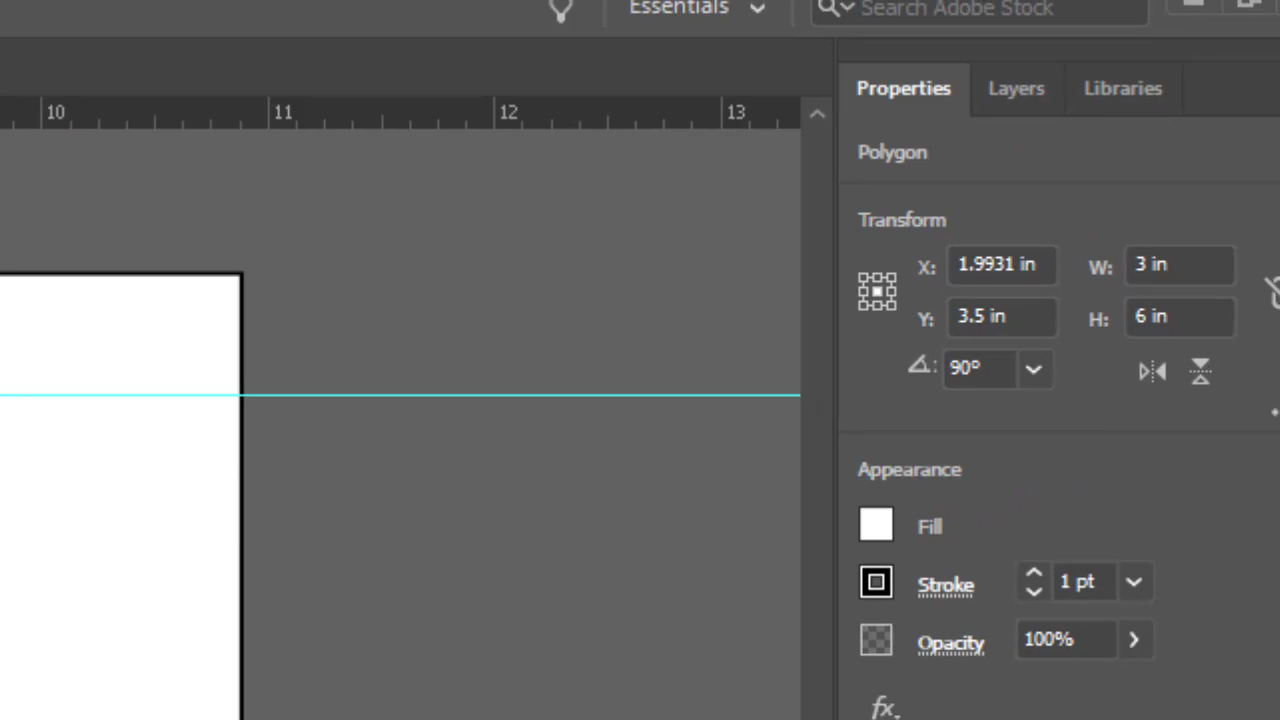 Essentials
Search Adobe Stock
Properties Layers Libraries
10 11 12 13
Polygon
Transform
X: 1.9931 in W: 3 in
Y: 3.5 in H: 6 in
90°
Appearance
Fill
Stroke 1 pt
Opacity 100%
fx